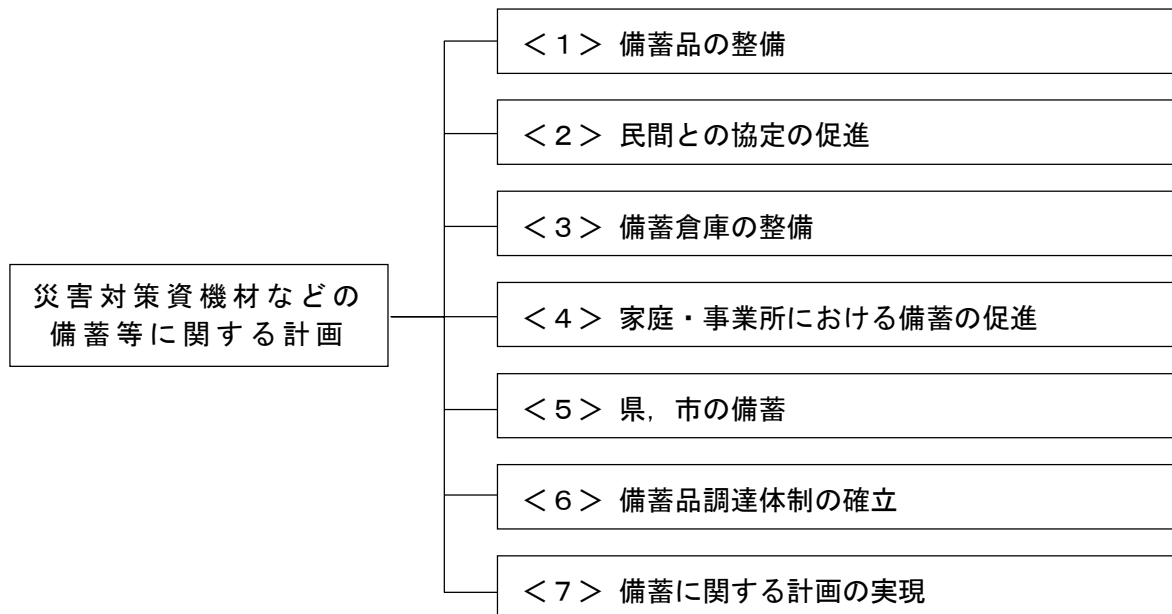 災害対策資機材などの
備蓄等に関する計画
＜１＞ 備蓄品の整備
＜２＞ 民間との協定の促進
＜３＞ 備蓄倉庫の整備
＜４＞ 家庭・事業所における備蓄の促進
＜５＞ 県，市の備蓄
＜６＞ 備蓄品調達体制の確立
＜７＞ 備蓄に関する計画の実現